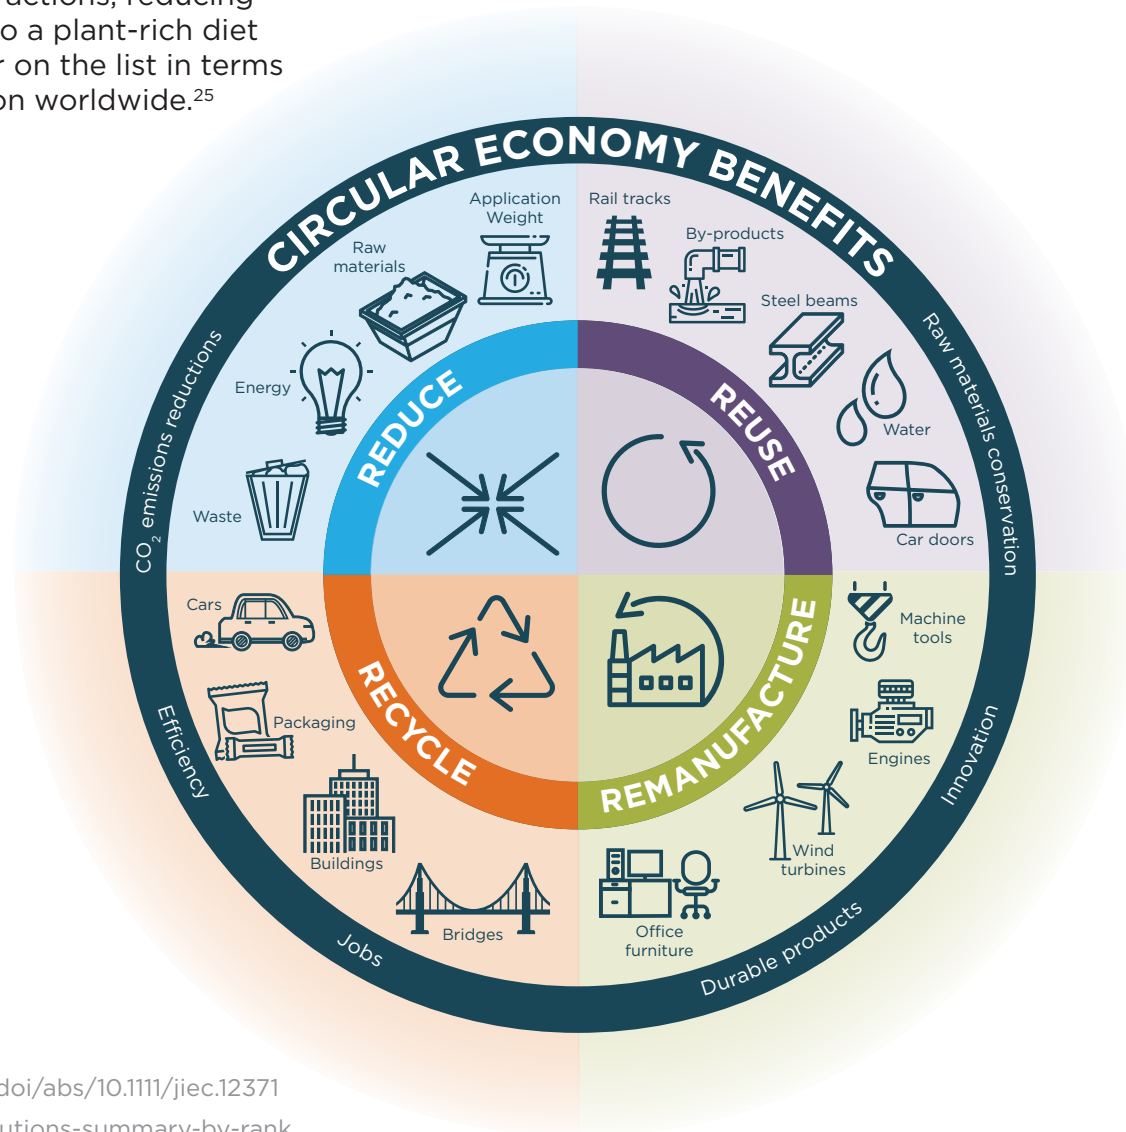 actions, reducing
o a plant-rich diet
r on the list in terms
on worldwide.25
CIRCULAR ECONOMY BENEFITS
Application
Weight
Raw
materials
Energy
Waste
Rail tracks
By-products
Steel beams
Water
Car doors
REDUCE
REUSE
CO2 emissions reductions
Raw materials conservation
Cars
Packaging
Buildings
Bridges
RECYCLE
REMANUFACTURE
Machine
tools
Engines
Wind
turbines
Office
furniture
Efficiency
Jobs
Durable products
Innovation
doi/abs/10.1111/jiec.12371
utions-summary-by-rank